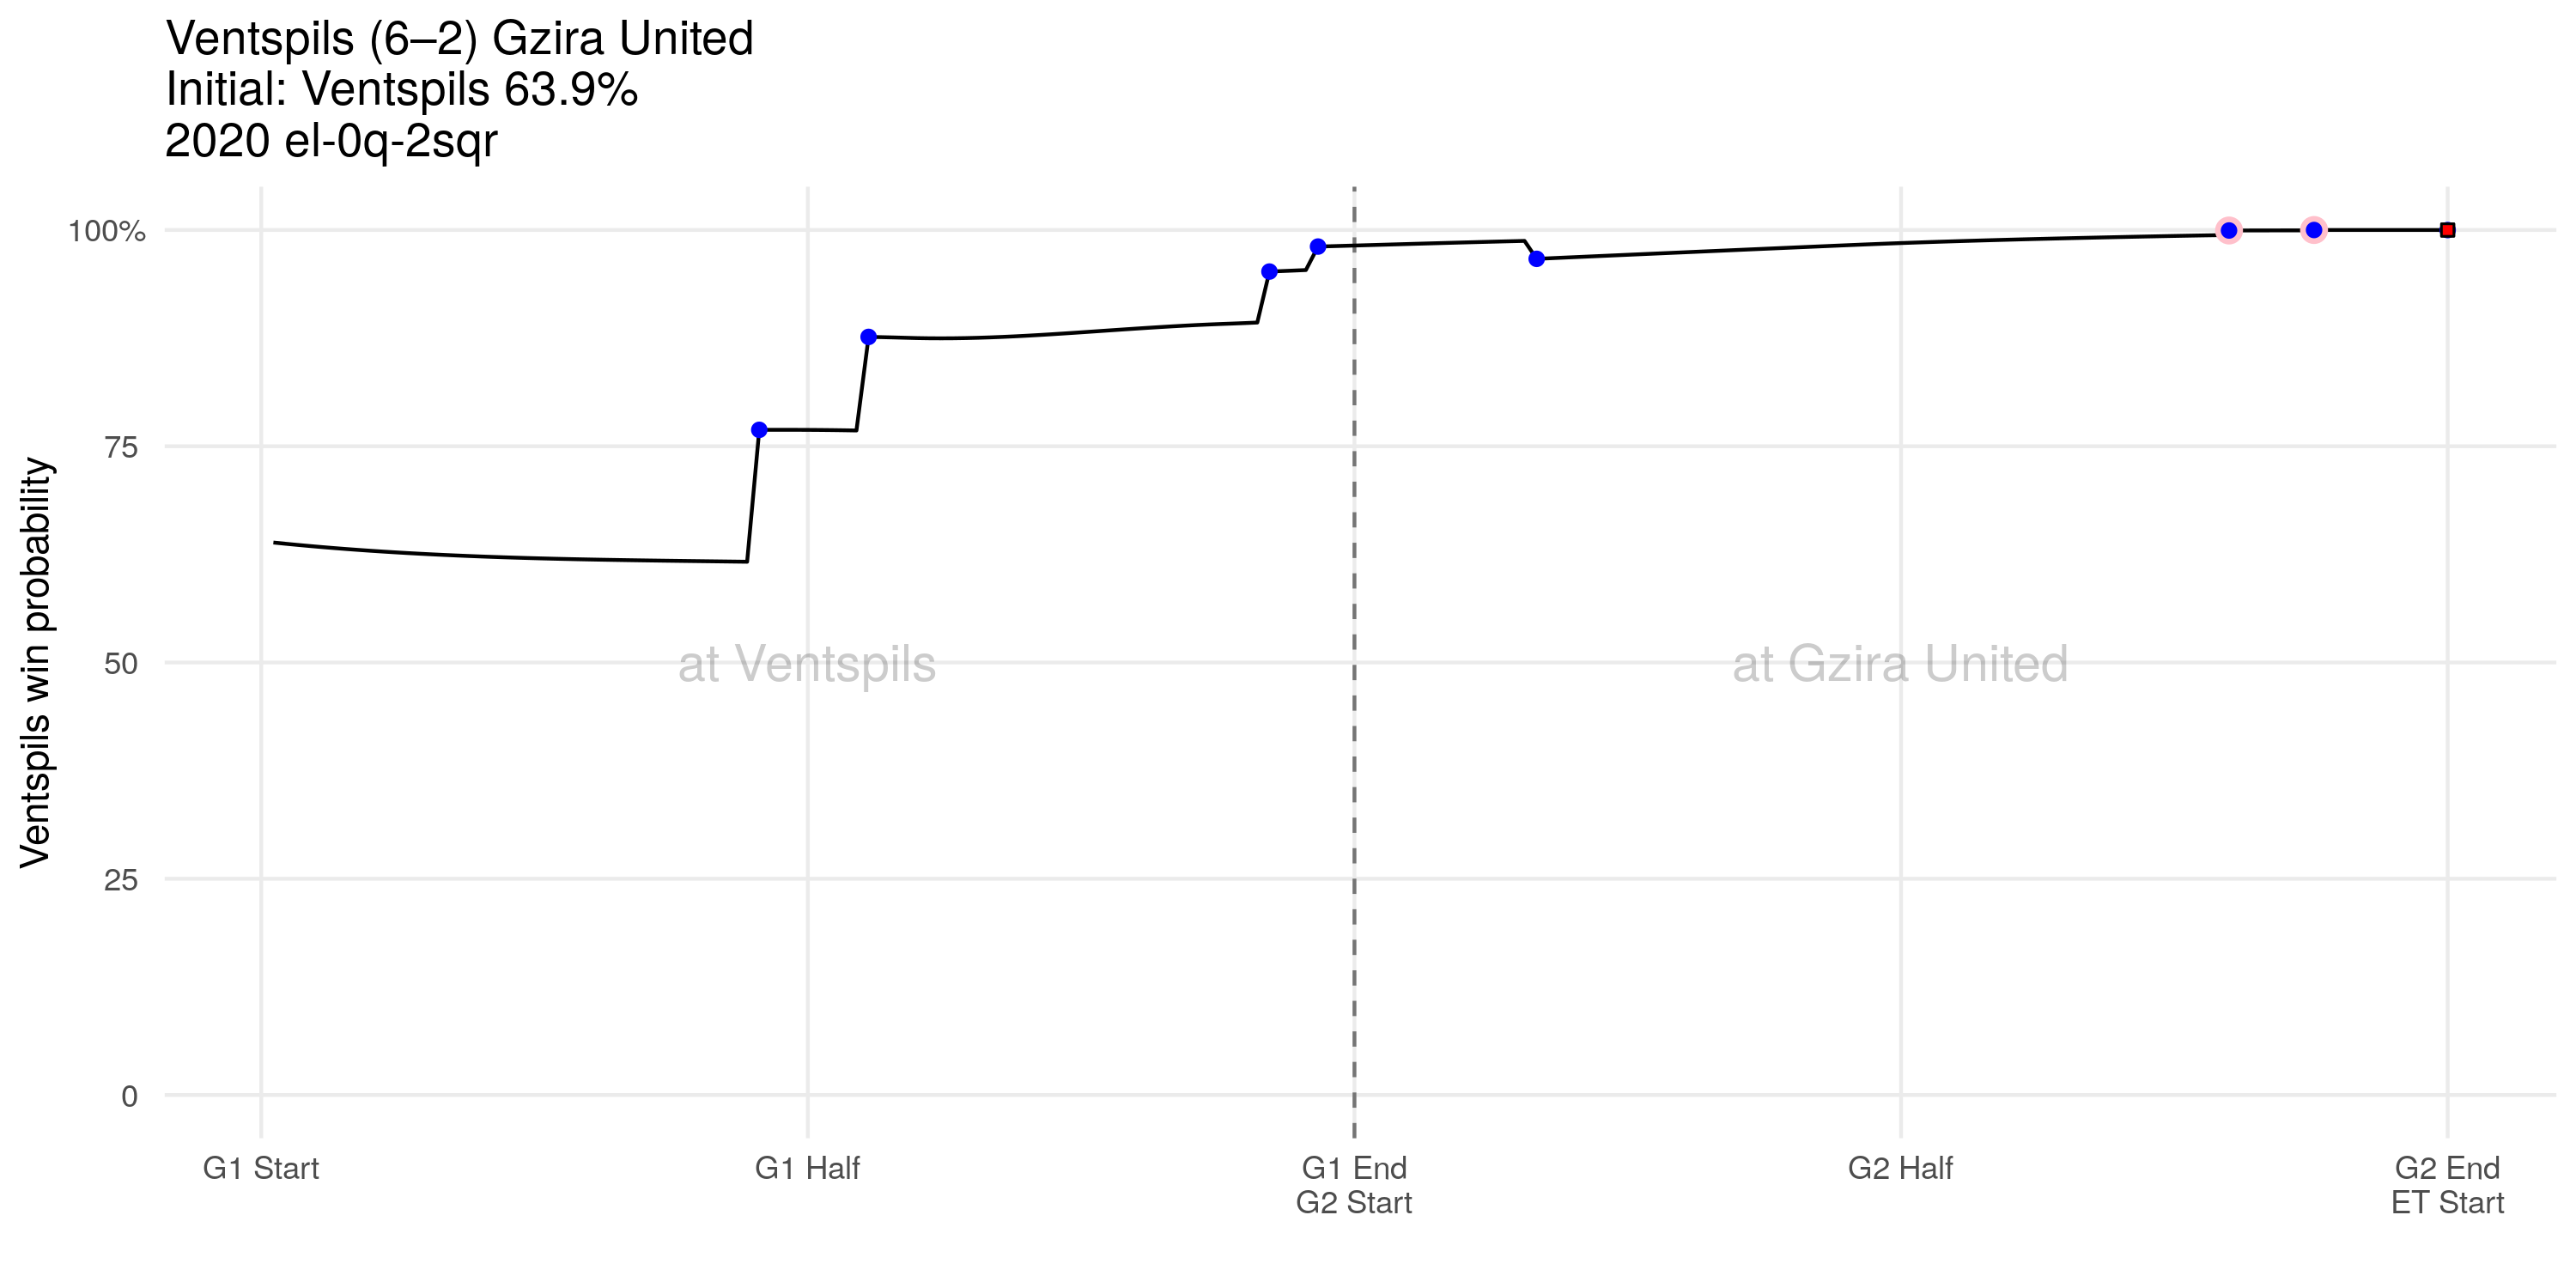 Ventspils (6–2) Gzira United
Initial: Ventspils 63.9%
2020 el-0q-2sqr
Ventspils win probability
100%
75
50
25
0
at Ventspils
at Gzira United
G1 Start
G1 Half
G1 End
G2 Start
G2 Half
G2 End
ET Start